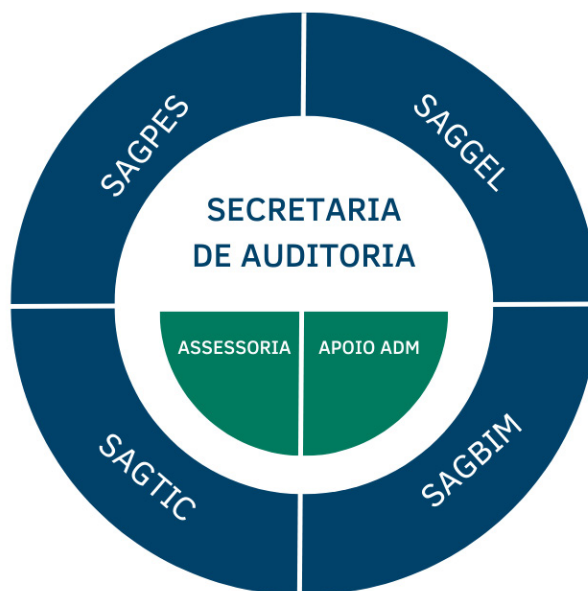 SAGPES
SAGGEL
SECRETARIA
DE AUDITORIA
ASSESSORIA
APOIO ADM
SAGTIC
SAGBIM